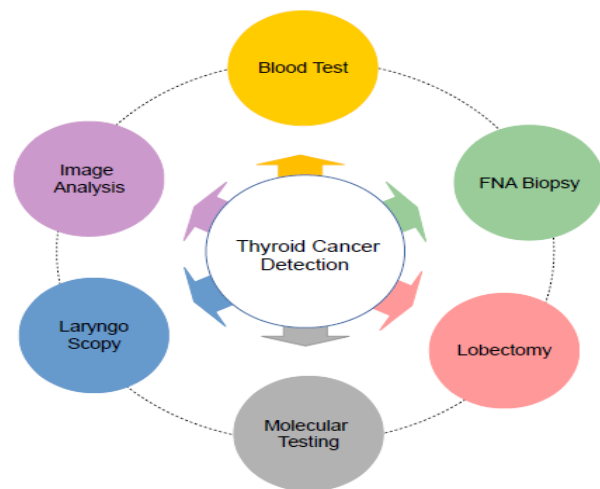 Blood Test
Image
Analysis
FNA Biopsy
Thyroid Cancer
Detection
Laryngo
Scopy
Lobectomy
Molecular
Testing